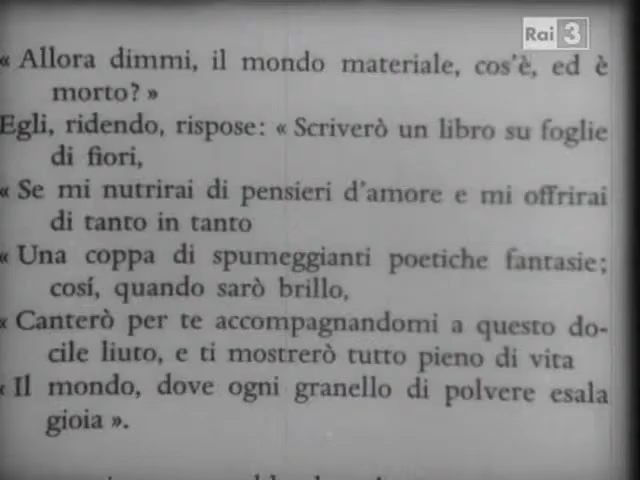 Rai 3
« Allora dimmi, il mondo materiale, cos'è, ed è
morto? »
Egli, ridendo, rispose: « Scriverò un libro su foglie
di fiori,
« Se mi nutrirai di pensieri d'amore e mi offrirai
di tanto in tanto
« Una coppa di spumeggianti poetiche fantasie;
cosí, quando sarò brillo,
« Canterò per te accompagnandomi a questo do-
cile liuto, e ti mostrerò tutto pieno di vita
« Il mondo, dove ogni granello di polvere esala
gioia ».